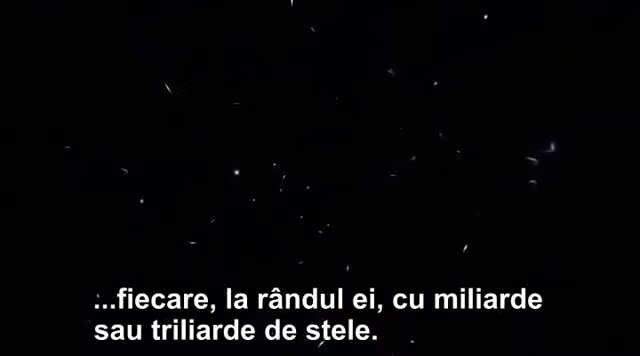 ...fiecare, la rândul ei, cu miliarde
sau triliarde de stele.